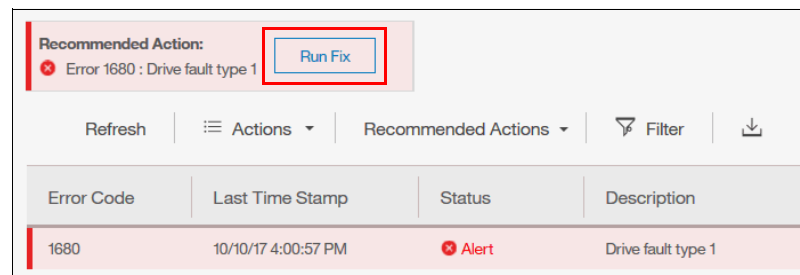 Recommended Action:
Error 1680 : Drive fault type 1
Run Fix
Refresh
Actions
Recommended Actions
Filter
Error Code
Last Time Stamp
Status
Description
1680
10/10/17 4:00:57 PM
Alert
Drive fault type 1